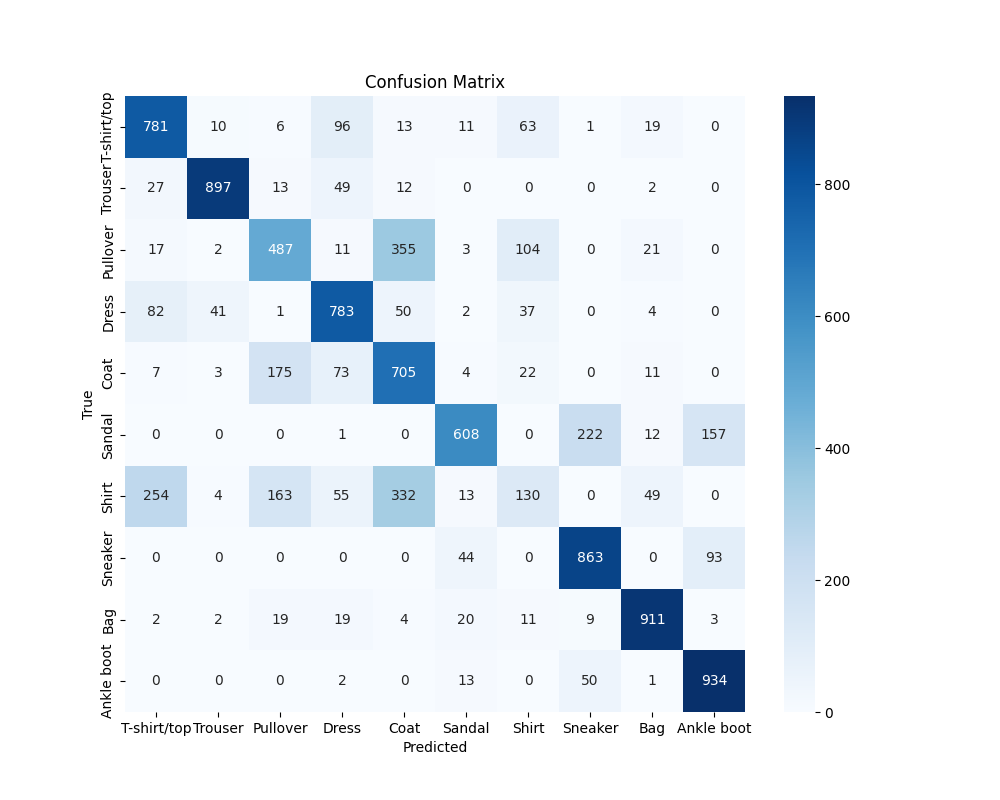 Confusion Matrix
T-shirt/top 781 10 6 96 13 11 63 1 19 0
Trouser 27 897 13 49 12 0 0 0 2 0
Pullover 17 2 487 11 355 3 104 0 21 0
Dress 82 41 1 783 50 2 37 0 4 0
Coat 7 3 175 73 705 4 22 0 11 0
Sandal 0 0 0 1 0 608 0 222 12 157
Shirt 254 4 163 55 332 13 130 0 49 0
Sneaker 0 0 0 0 0 44 0 863 0 93
Bag 2 2 19 19 4 20 11 9 911 3
Ankle boot 0 0 0 2 0 13 0 50 1 934
True
T-shirt/top Trouser Pullover Dress Coat Sandal Shirt Sneaker Bag Ankle boot
Predicted
800
600
400
200
0